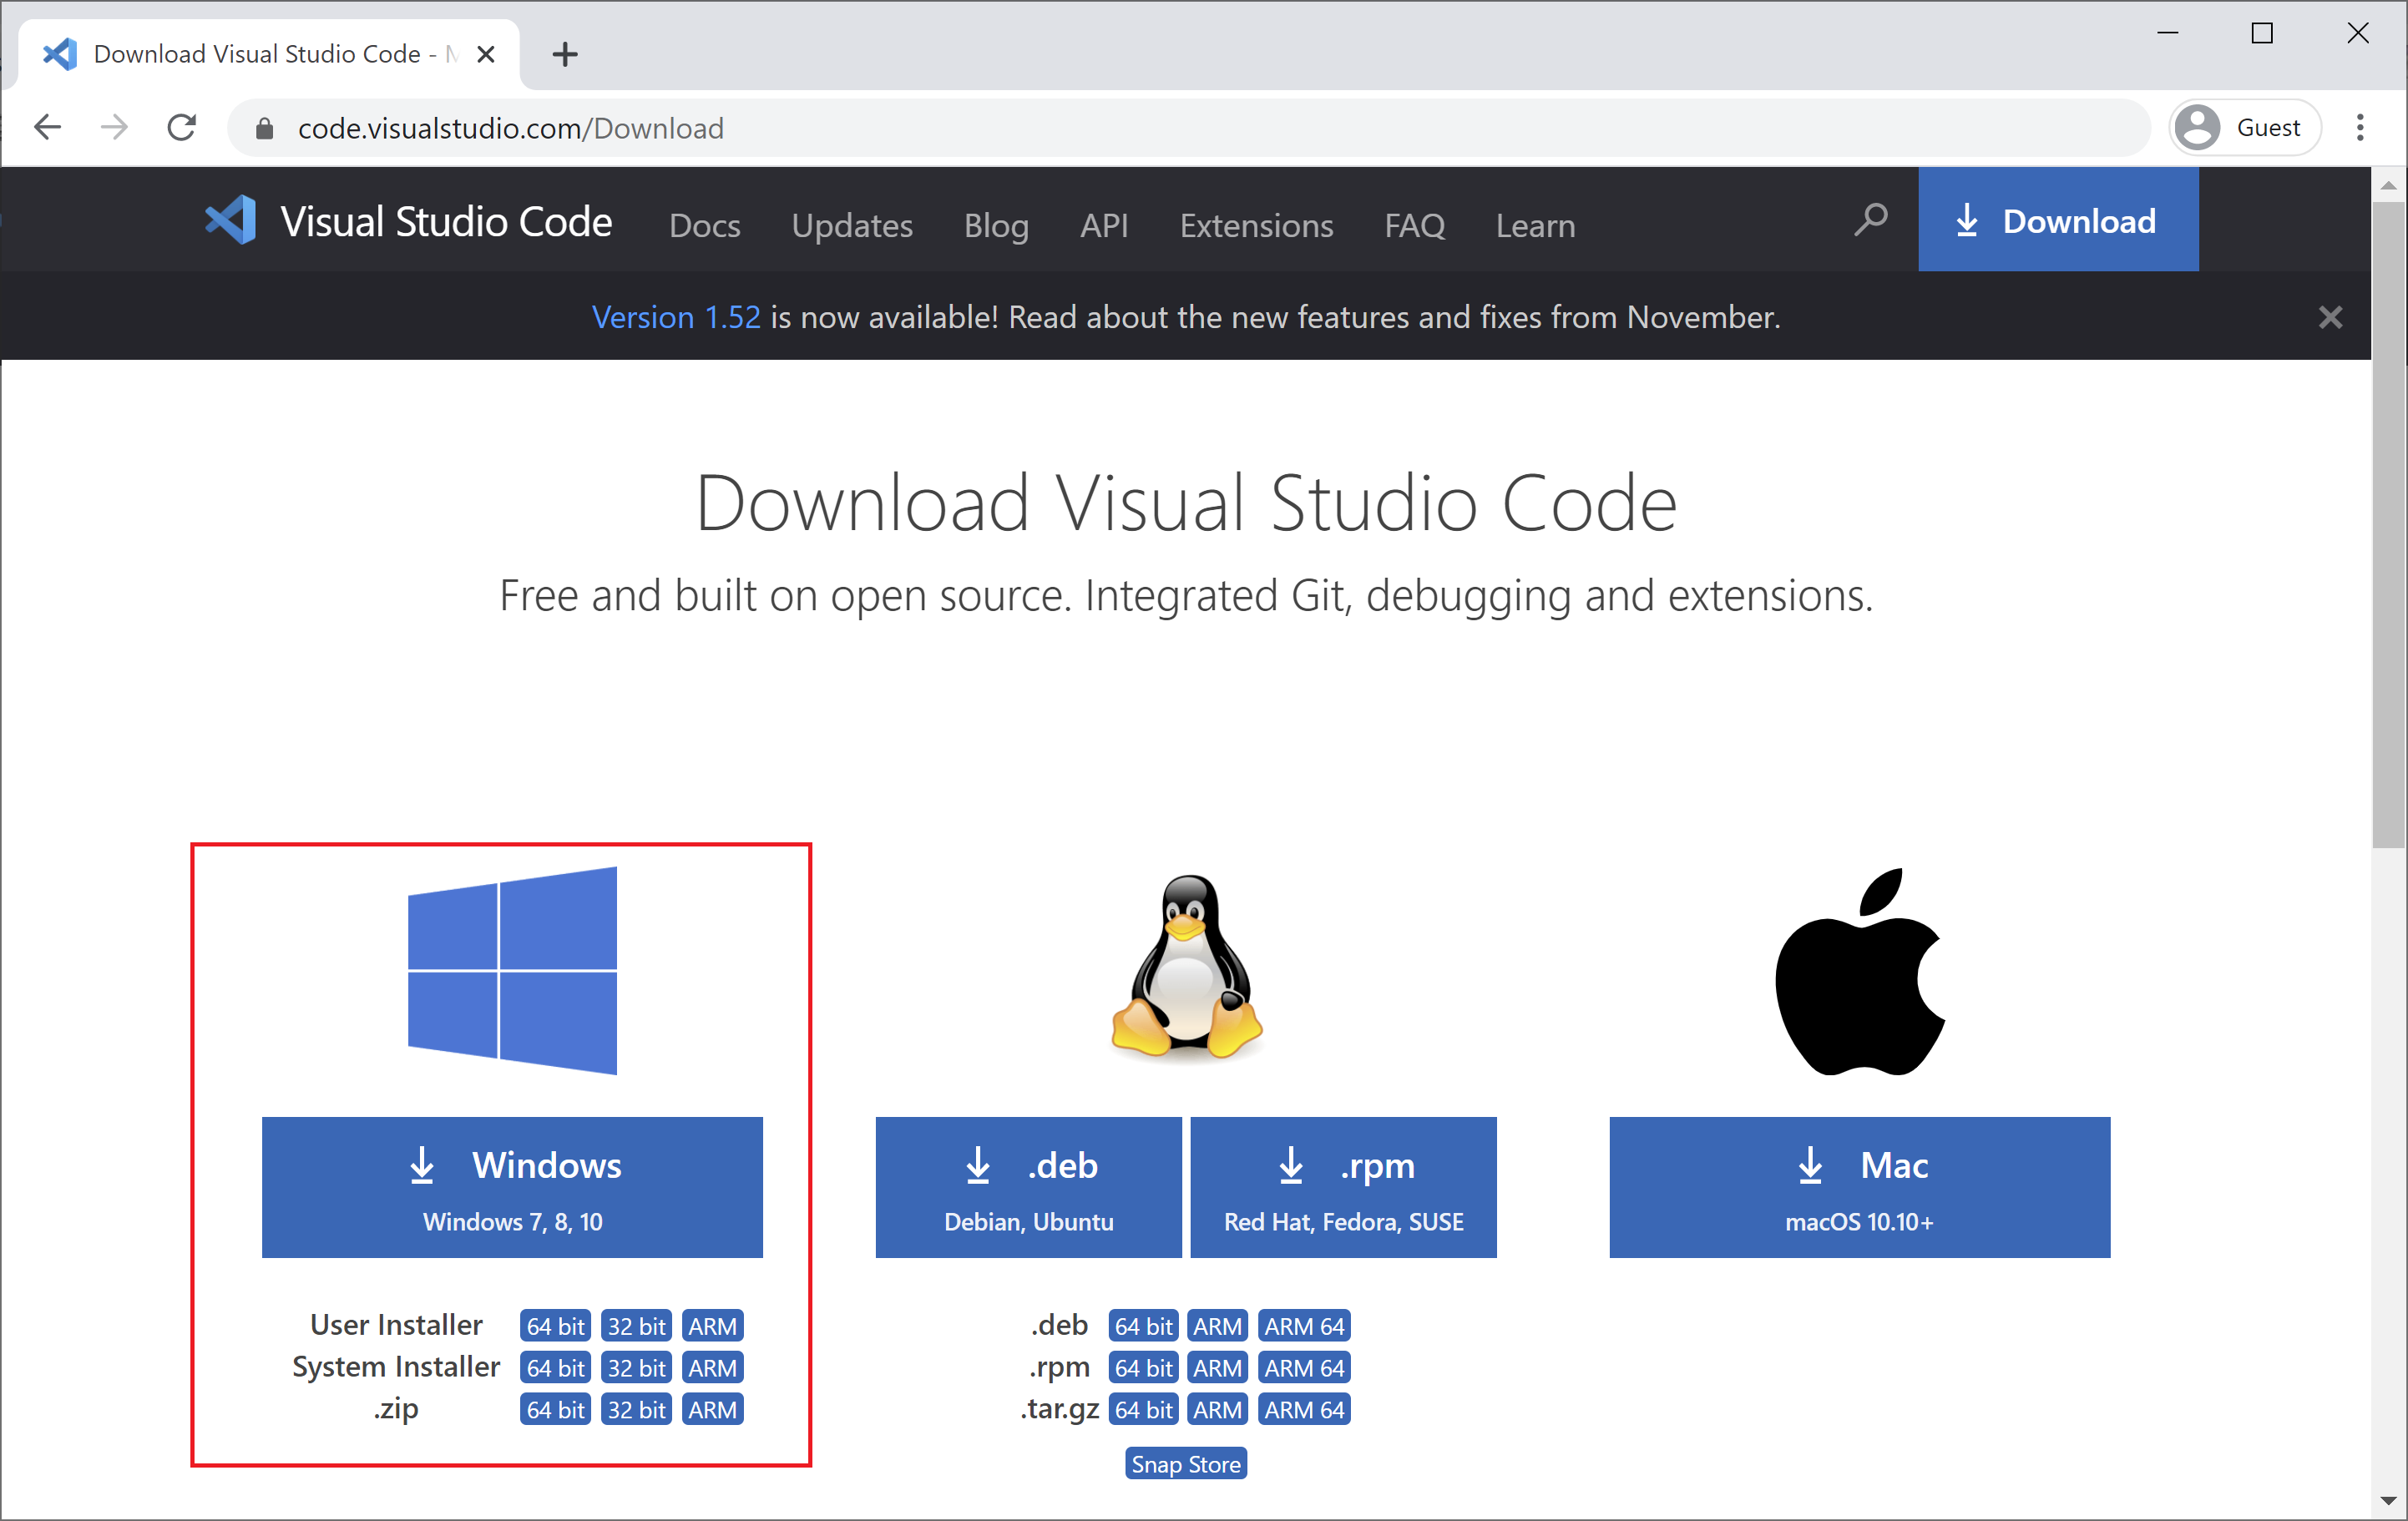 Download Visual Studio Code -
code.visualstudio.com/Download
Guest
Visual Studio Code Docs Updates Blog API Extensions FAQ Learn Download
Version 1.52 is now available! Read about the new features and fixes from November.
Download Visual Studio Code
Free and built on open source. Integrated Git, debugging and extensions.
Windows
Windows 7, 8, 10
.deb
Debian, Ubuntu
.rpm
Red Hat, Fedora, SUSE
Mac
macOS 10.10+
User Installer 64 bit 32 bit ARM
System Installer 64 bit 32 bit ARM
.zip 64 bit 32 bit ARM
.deb 64 bit ARM ARM 64
.rpm 64 bit ARM ARM 64
.tar.gz 64 bit ARM ARM 64
Snap Store